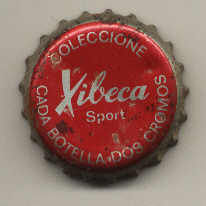 COLECCIONE
Xibeca
Sport
CADA BOTELLA DOS CROMOS